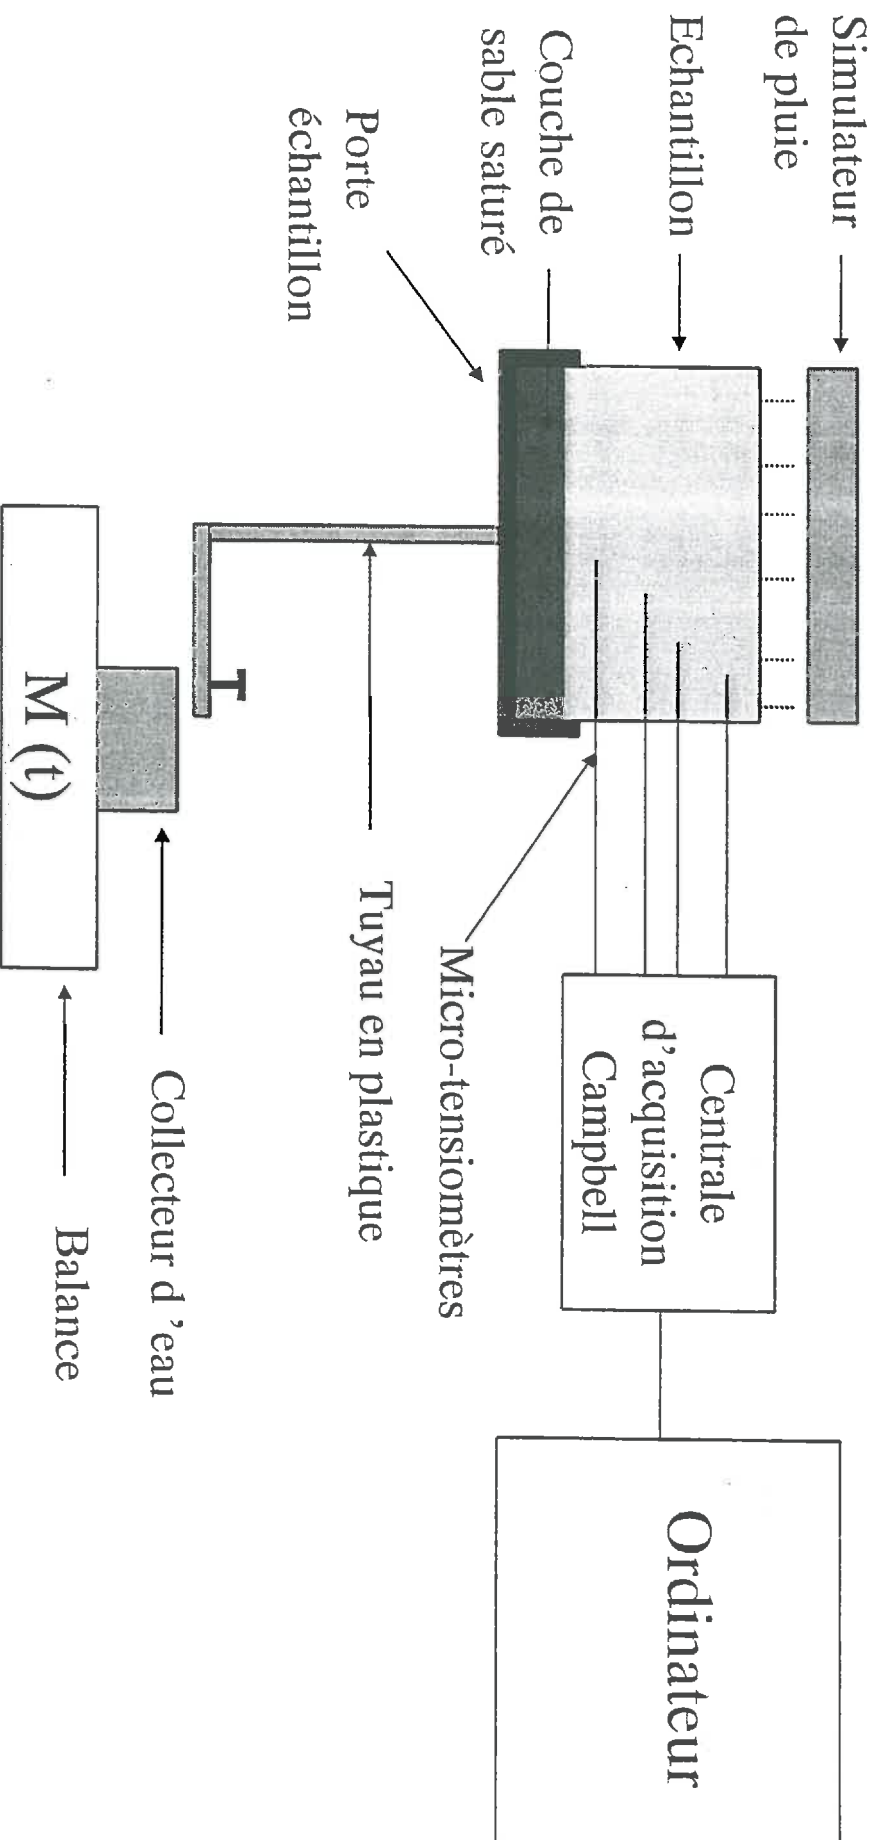 Simulateur
de pluie
Echantillon
Couche de
sable saturé
Porte
échantillon
Centrale
d'acquisition
Campbell
Ordinateur
Micro-tensiomètres
Tuyau en plastique
Collecteur d 'eau
Balance
M (t)